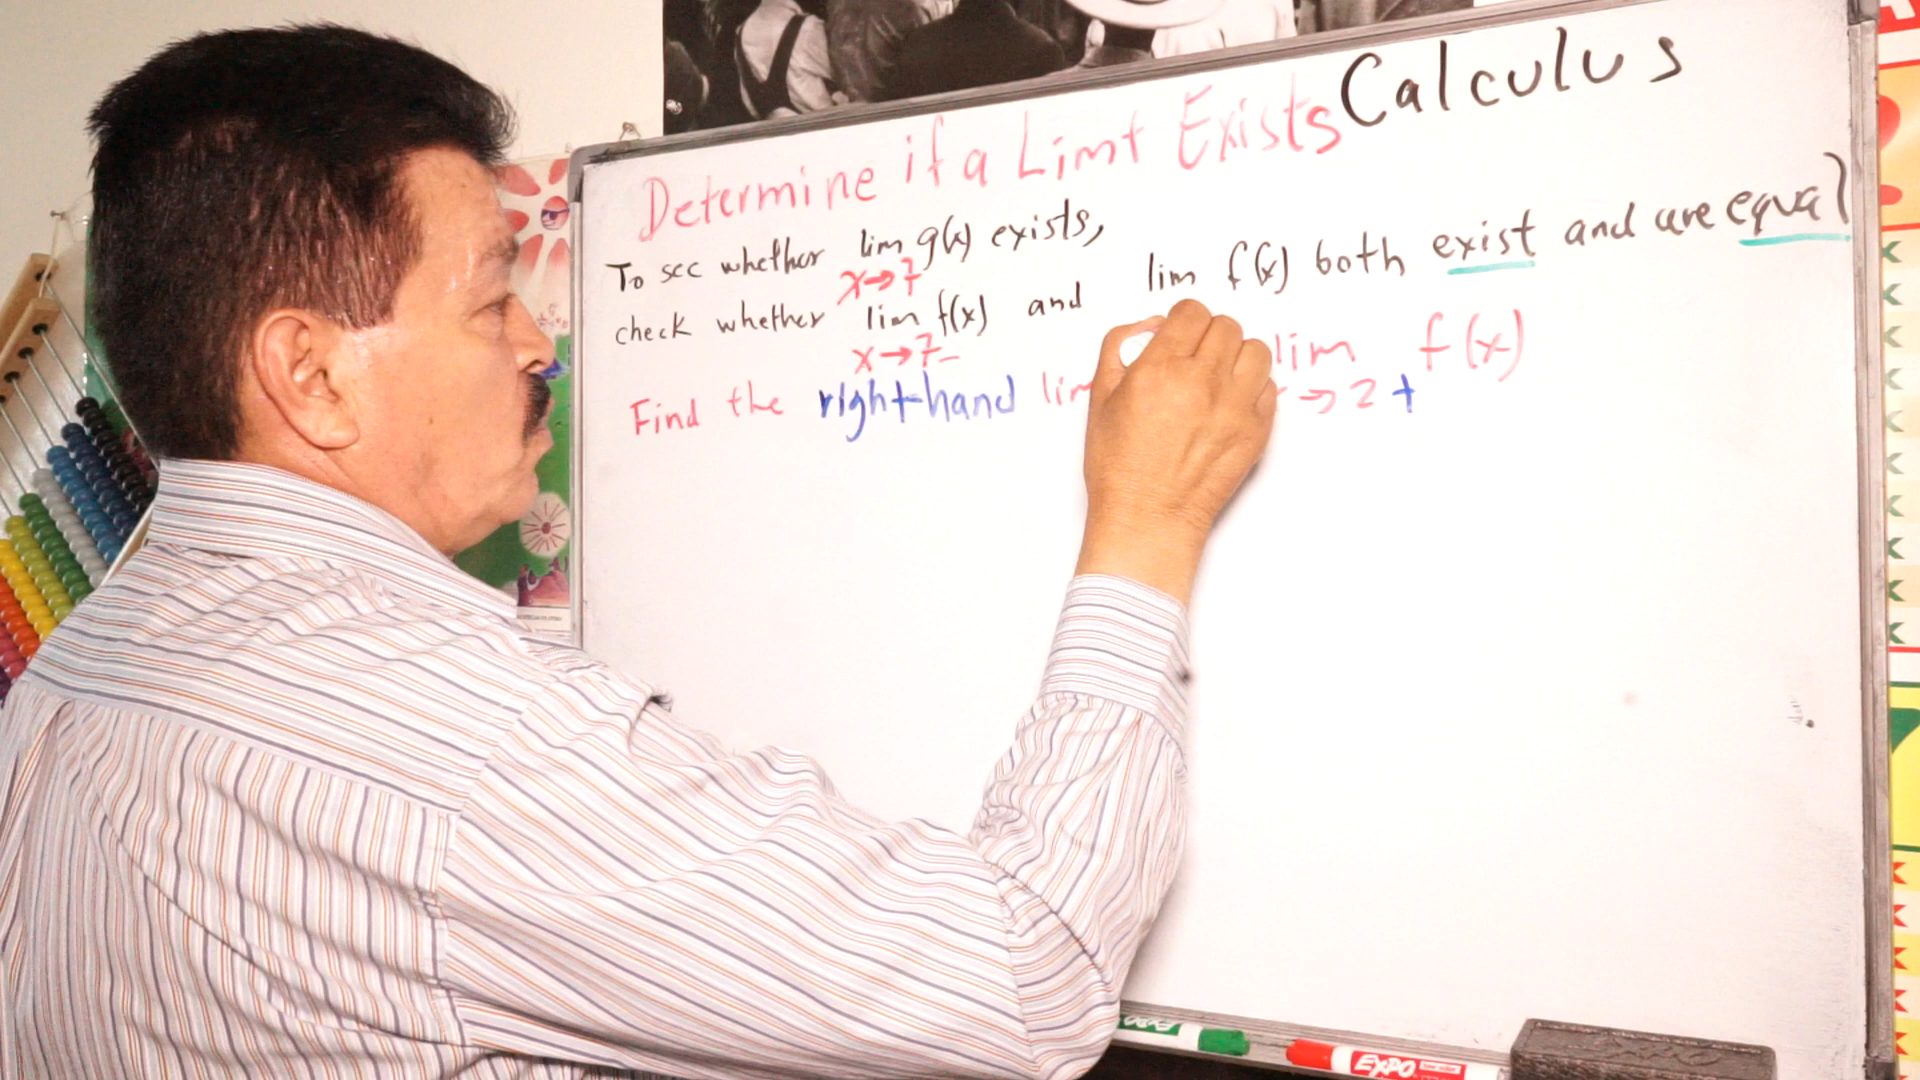 Calculus
Determine if a Limt Exists
To see whether lim g(x) exists,
x→7
check whether lim f(x) and lim f(x) both exist and are equal
x→7-
Find the right-hand lim f(x)
→2+
EXPO